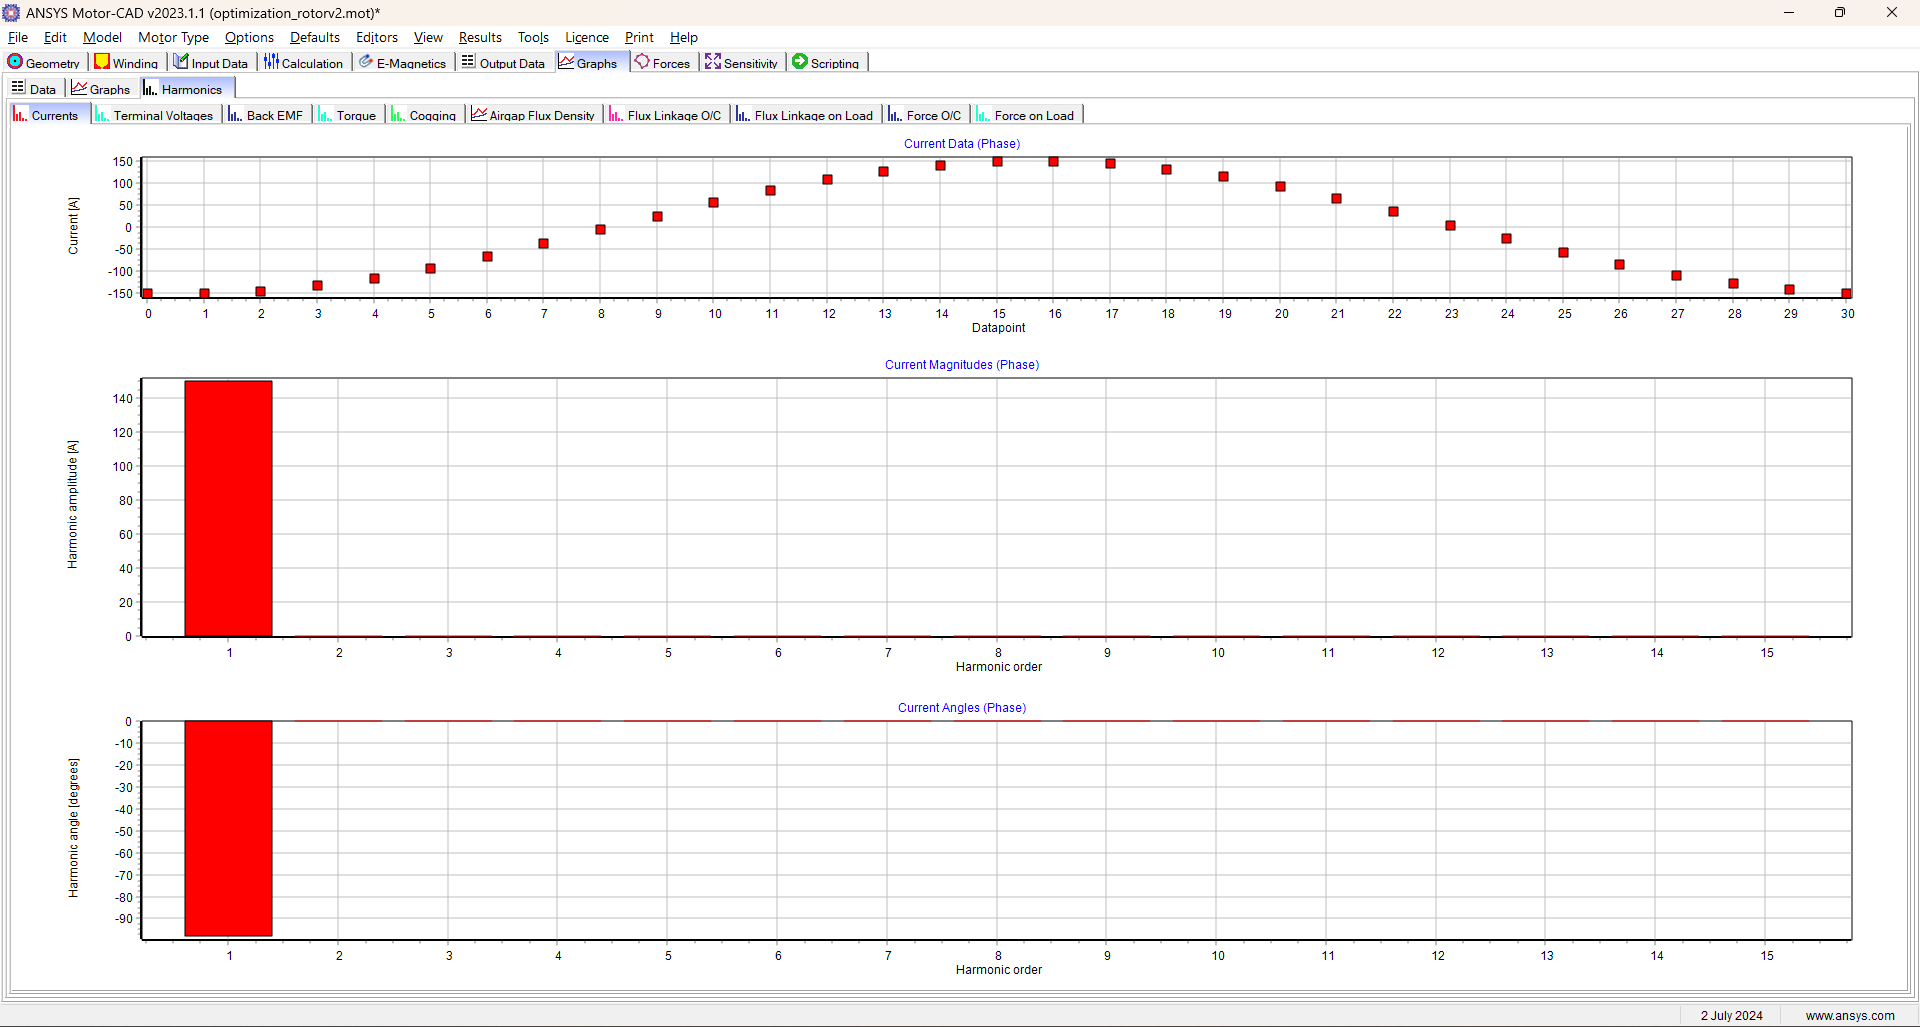 ANSYS Motor-CAD v2023.1.1 (optimization_rotorv2.mot)*
File Edit Model Motor Type Options Defaults Editors View Results Tools Licence Print Help
Geometry Winding Input Data Calculation E-Magnetics Output Data Graphs Forces Sensitivity Scripting
Data Graphs Harmonics
Currents Terminal Voltages Back EMF Torque Cogging Airgap Flux Density Flux Linkage O/C Flux Linkage on Load Force O/C Force on Load
Current Data (Phase)
Current [A]
150
100
50
0
-50
-100
-150
0 1 2 3 4 5 6 7 8 9 10 11 12 13 14 15 16 17 18 19 20 21 22 23 24 25 26 27 28 29 30
Datapoint
Current Magnitudes (Phase)
Harmonic amplitude [A]
140
120
100
80
60
40
20
0
1 2 3 4 5 6 7 8 9 10 11 12 13 14 15
Harmonic order
Current Angles (Phase)
Harmonic angle [degrees]
0
-10
-20
-30
-40
-50
-60
-70
-80
-90
1 2 3 4 5 6 7 8 9 10 11 12 13 14 15
Harmonic order
2 July 2024 www.ansys.com